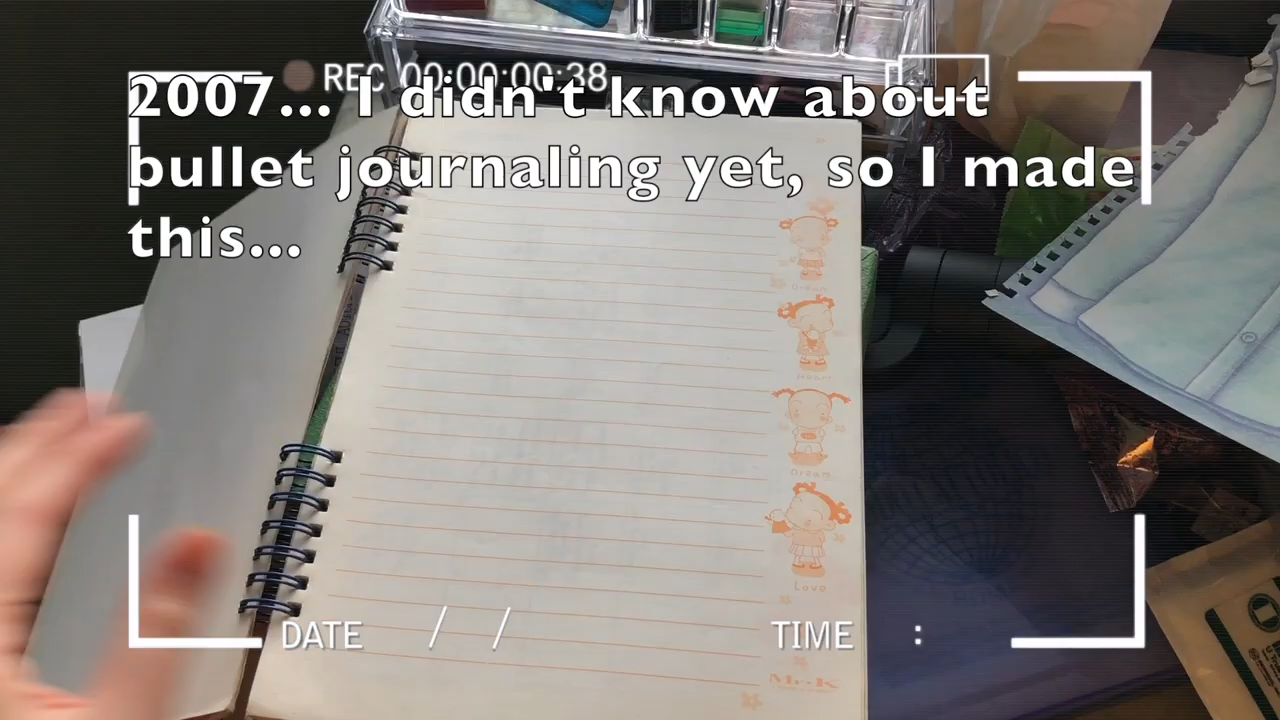 REC 00:00:00:38
2007... I didn't know about
bullet journaling yet, so I made
this...
Dream
Heart
Dream
Love
DATE / /
TIME :
Mr.K